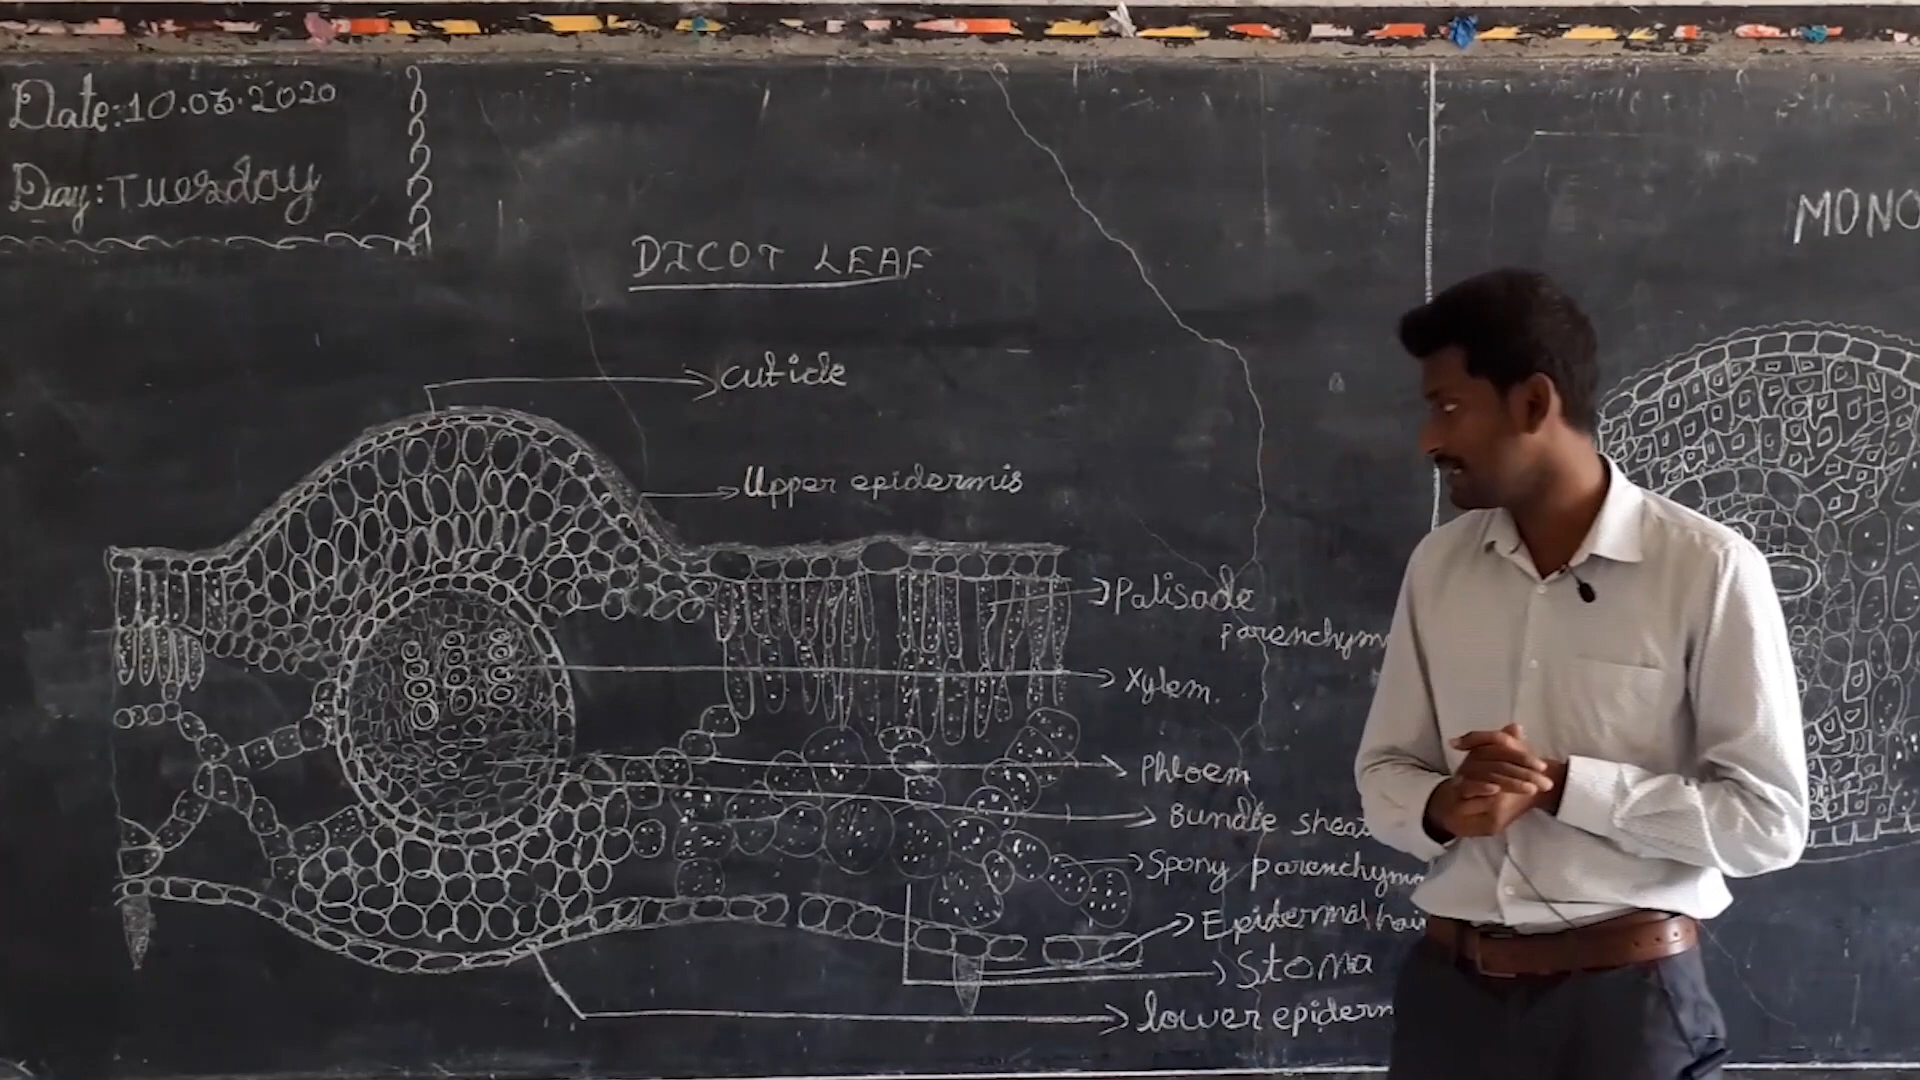 Date: 10.03.2020
Day: Tuesday
DICOT LEAF
MONO
cuticle
Upper epidermis
Palisade
parenchym
Xylem.
Phloem
Bundle sheat
Spony parenchyma
Epidermal hair
Stoma
lower epiderm